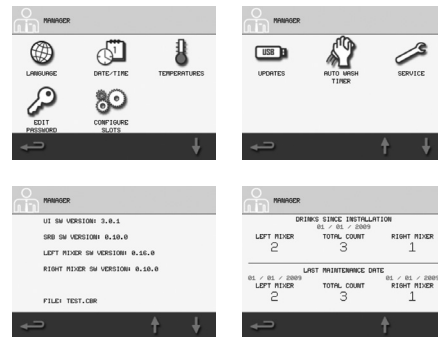 MANAGER
LANGUAGE
DATE/TIME
TEMPERATURES
EDIT
PASSWORD
CONFIGURE
SLOTS
MANAGER
USB
UPDATES
AUTO WASH
TIMER
SERVICE
MANAGER
UI SW VERSION: 3.0.1
SRB SW VERSION: 0.10.0
LEFT MIXER SW VERSION: 0.16.0
RIGHT MIXER SW VERSION: 0.10.0
FILE: TEST.CBR
MANAGER
DRINKS SINCE INSTALLATION
01 / 01 / 2009
LEFT MIXER TOTAL COUNT RIGHT MIXER
2 3 1
LAST MAINTENANCE DATE
01 / 01 / 2009 01 / 01 / 2009
LEFT MIXER TOTAL COUNT RIGHT MIXER
2 3 1